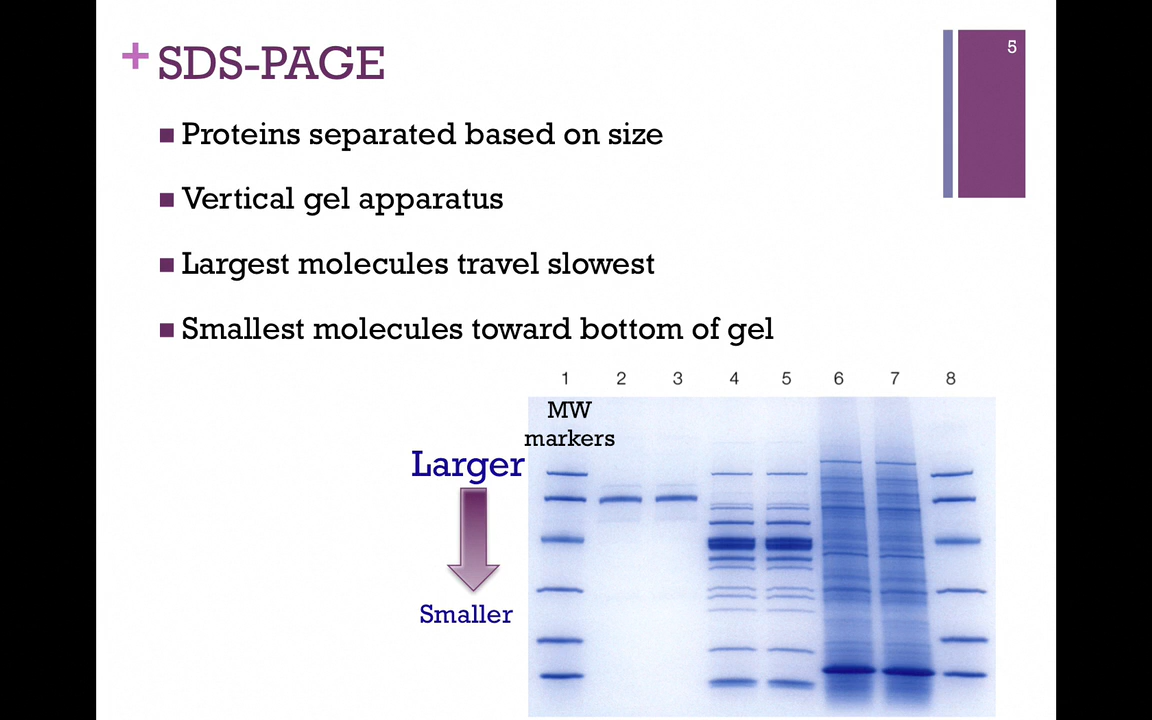 + SDS-PAGE
5
Proteins separated based on size
Vertical gel apparatus
Largest molecules travel slowest
Smallest molecules toward bottom of gel
1 2 3 4 5 6 7 8
MW
markers
Larger
Smaller